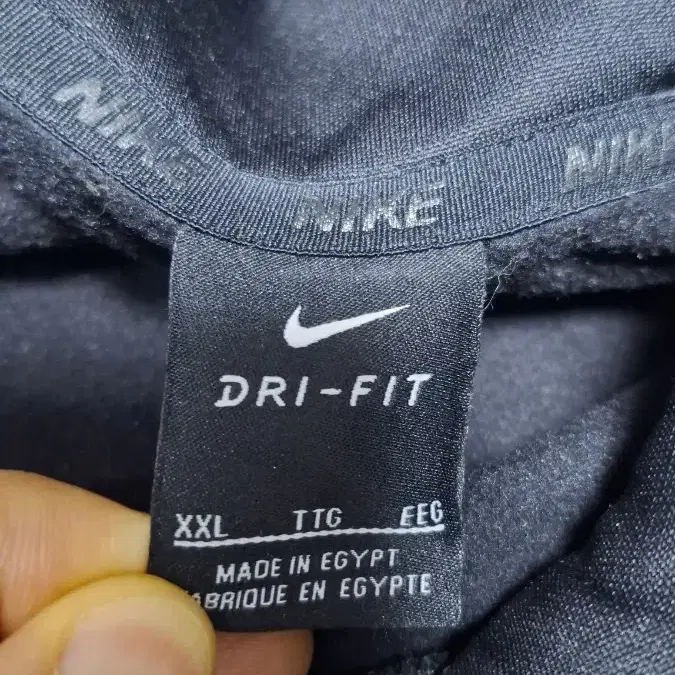 NIKE NIKE NIKE
DRI-FIT
XXL TTG EEG
MADE IN EGYPT
FABRIQUE EN EGYPTE